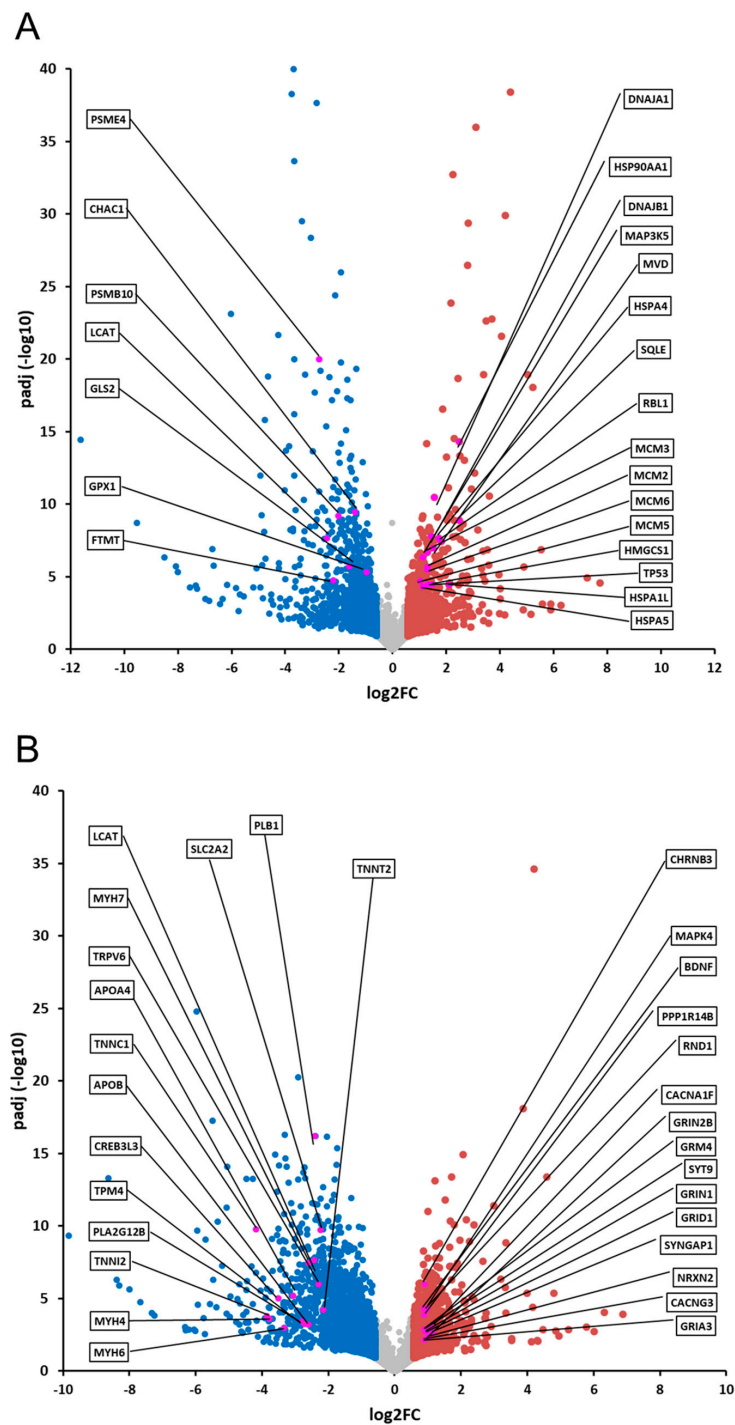 A
40
35
30
25
20
15
10
5
0
padj (-log10)
-12
-10
-8
-6
-4
-2
0
2
4
6
8
10
12
log2FC
PSME4
CHAC1
PSMB10
LCAT
GLS2
GPX1
FTMT
DNAJA1
HSP90AA1
DNAJB1
MAP3K5
MVD
HSPA4
SQLE
RBL1
MCM3
MCM2
MCM6
MCM5
HMGCS1
TP53
HSPA1L
HSPA5
B
40
35
30
25
20
15
10
5
0
padj (-log10)
-10
-8
-6
-4
-2
0
2
4
6
8
10
log2FC
LCAT
MYH7
TRPV6
APOA4
TNNC1
APOB
CREB3L3
TPM4
PLA2G12B
TNNI2
MYH4
MYH6
SLC2A2
PLB1
TNNT2
CHRNB3
MAPK4
BDNF
PPP1R14B
RND1
CACNA1F
GRIN2B
GRM4
SYT9
GRIN1
GRID1
SYNGAP1
NRXN2
CACNG3
GRIA3